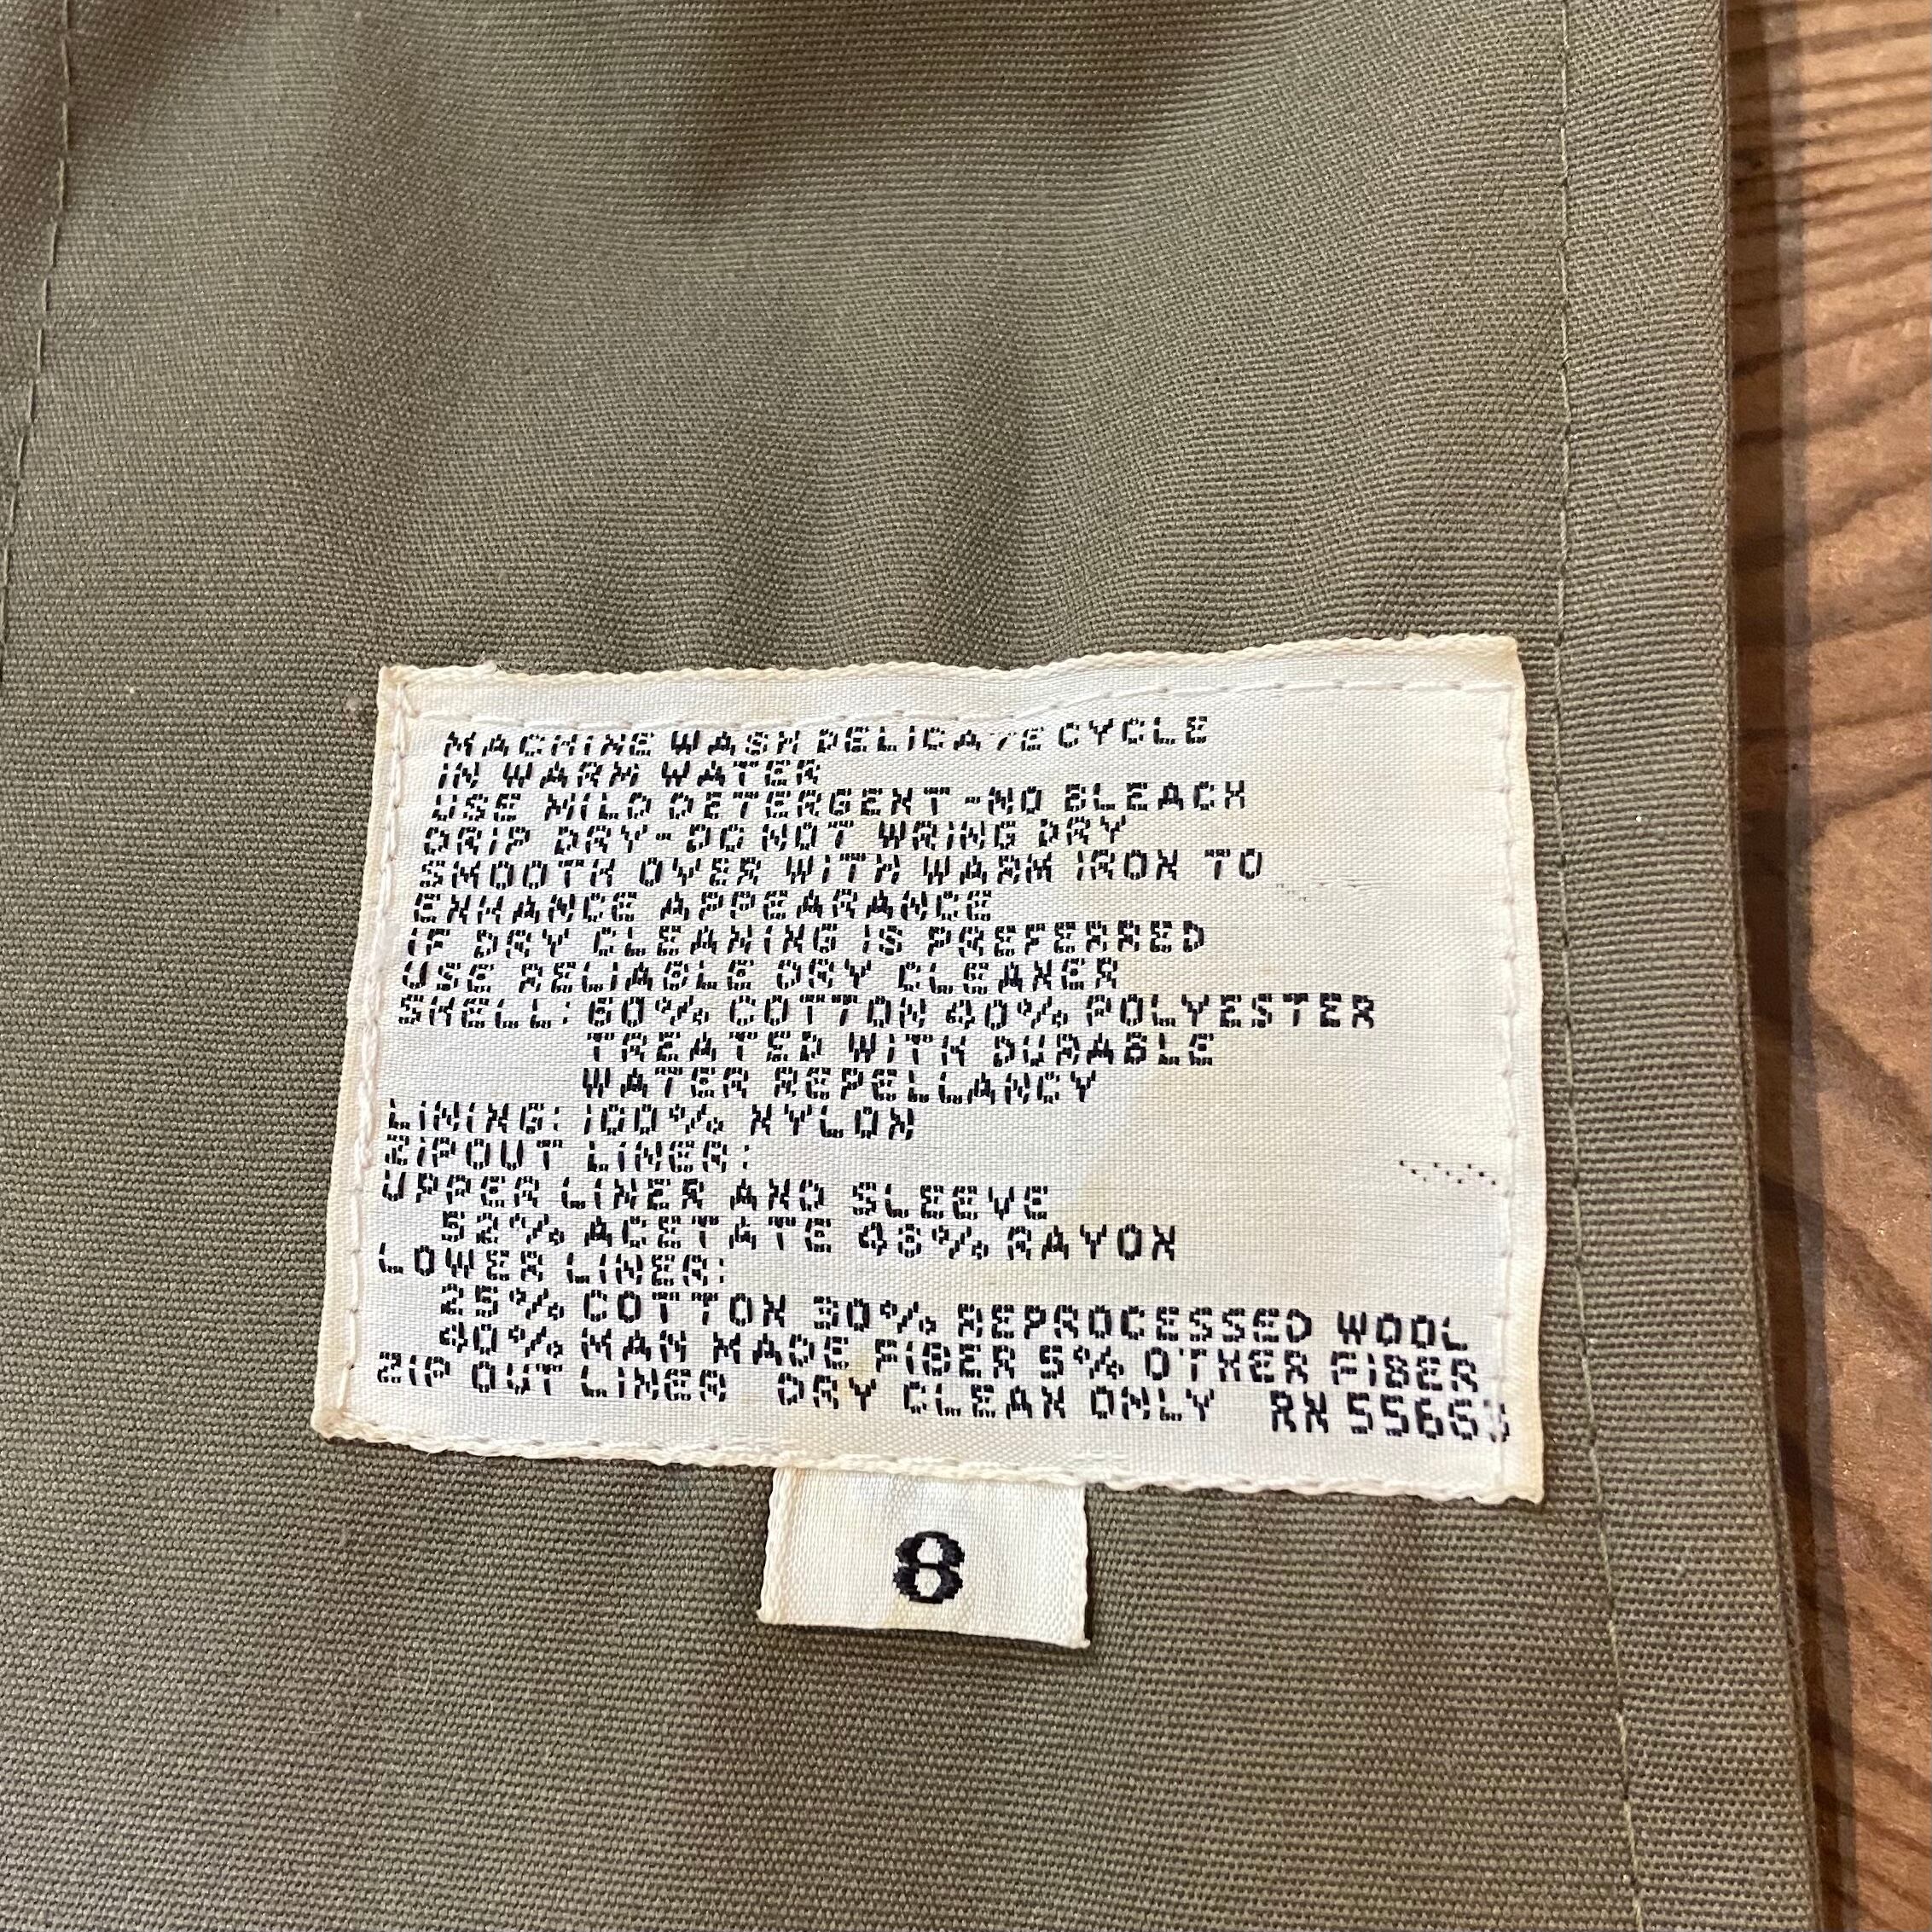 MACHINE WASH DELICATE CYCLE
IN WARM WATER
USE MILD DETERGENT-NO BLEACH
DRIP DRY-DO NOT WRING DRY
SMOOTH OVER WITH WARM IRON TO
ENHANCE APPEARANCE
IF DRY CLEANING IS PREFERRED
USE RELIABLE DRY CLEANER
SHELL: 60% COTTON 40% POLYESTER
TREATED WITH DURABLE
WATER REPELLANCY
LINING: 100% NYLON
ZIPOUT LINER:
UPPER LINER AND SLEEVE
52% ACETATE 48% RAYON
LOWER LINER:
25% COTTON 30% REPROCESSED WOOL
40% MAN MADE FIBER 5% OTHER FIBER
ZIP OUT LINER DRY CLEAN ONLY RN 55663
8